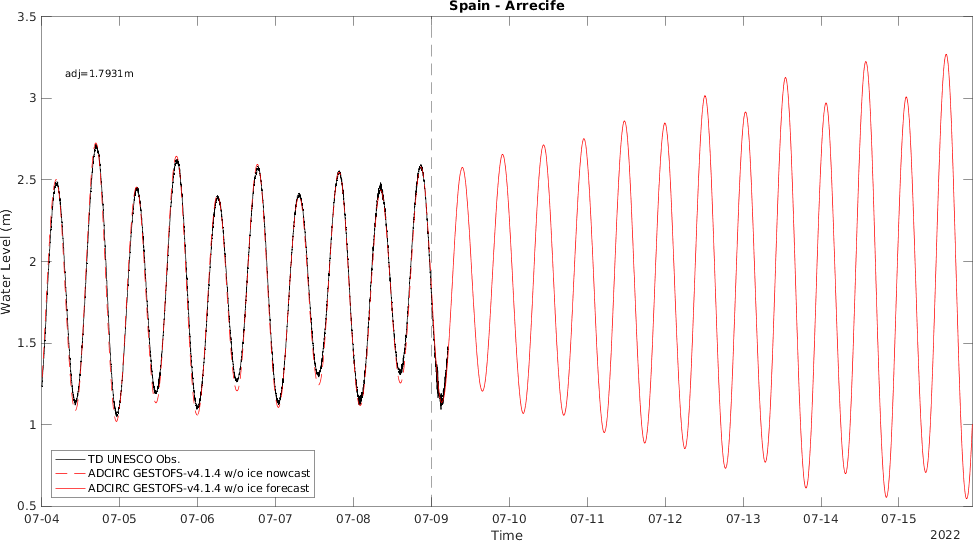 Spain - Arrecife
3.5
adj=1.7931m
3
2.5
2
Water Level (m)
1.5
1
TD UNESCO Obs.
ADCIRC GESTOFS-v4.1.4 w/o ice nowcast
ADCIRC GESTOFS-v4.1.4 w/o ice forecast
0.5
07-04 07-05 07-06 07-07 07-08 07-09 07-10 07-11 07-12 07-13 07-14 07-15
Time
2022